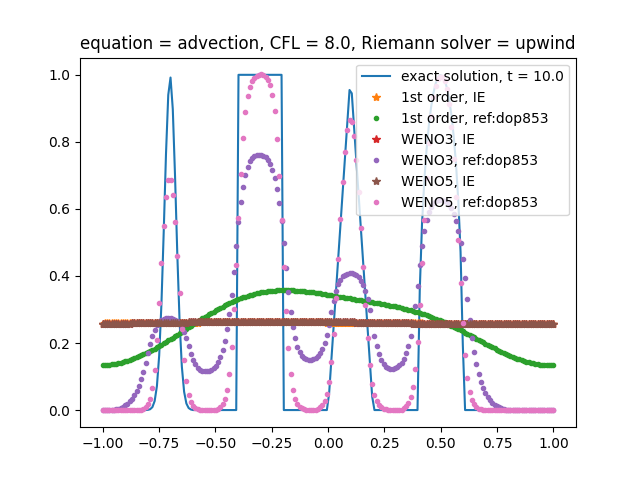 equation = advection, CFL = 8.0, Riemann solver = upwind
exact solution, t = 10.0
1st order, IE
1st order, ref:dop853
WENO3, IE
WENO3, ref:dop853
WENO5, IE
WENO5, ref:dop853
1.0
0.8
0.6
0.4
0.2
0.0
−1.00 −0.75 −0.50 −0.25 0.00 0.25 0.50 0.75 1.00